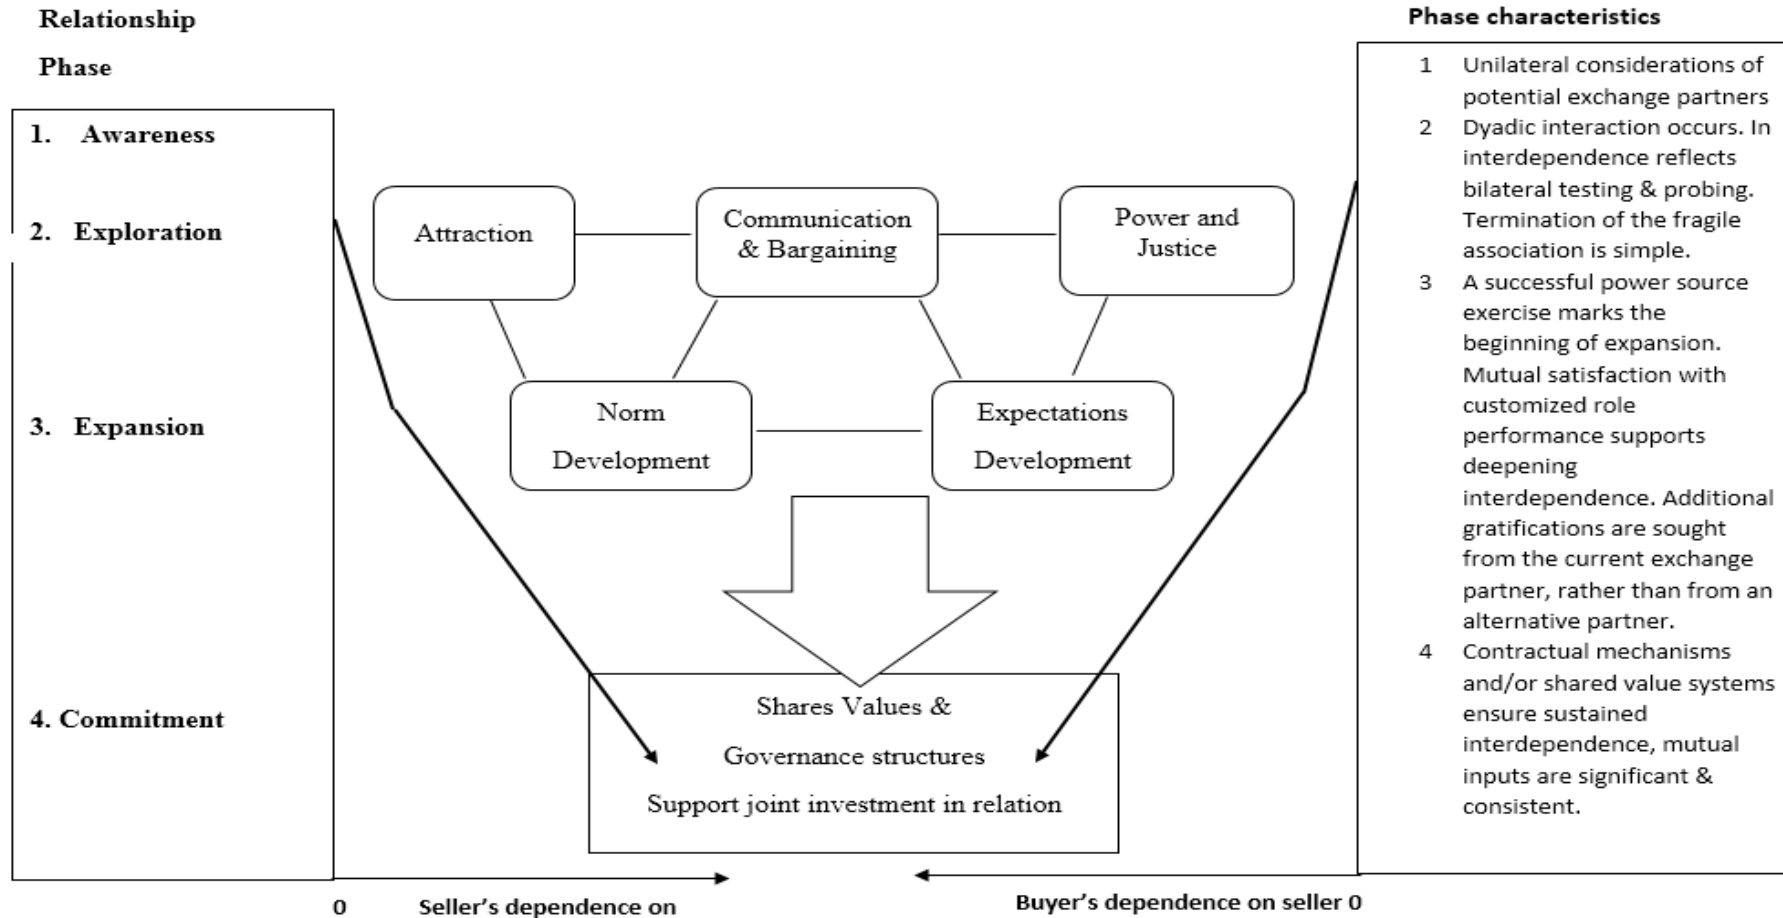 Relationship
Phase
1. Awareness
2. Exploration
3. Expansion
4. Commitment
Attraction
Communication
& Bargaining
Power and
Justice
Norm
Development
Expectations
Development
Shares Values &
Governance structures
Support joint investment in relation
0 Seller's dependence on
Buyer's dependence on seller 0
Phase characteristics
1 Unilateral considerations of
potential exchange partners
2 Dyadic interaction occurs. In
interdependence reflects
bilateral testing & probing.
Termination of the fragile
association is simple.
3 A successful power source
exercise marks the
beginning of expansion.
Mutual satisfaction with
customized role
performance supports
deepening
interdependence. Additional
gratifications are sought
from the current exchange
partner, rather than from an
alternative partner.
4 Contractual mechanisms
and/or shared value systems
ensure sustained
interdependence, mutual
inputs are significant &
consistent.